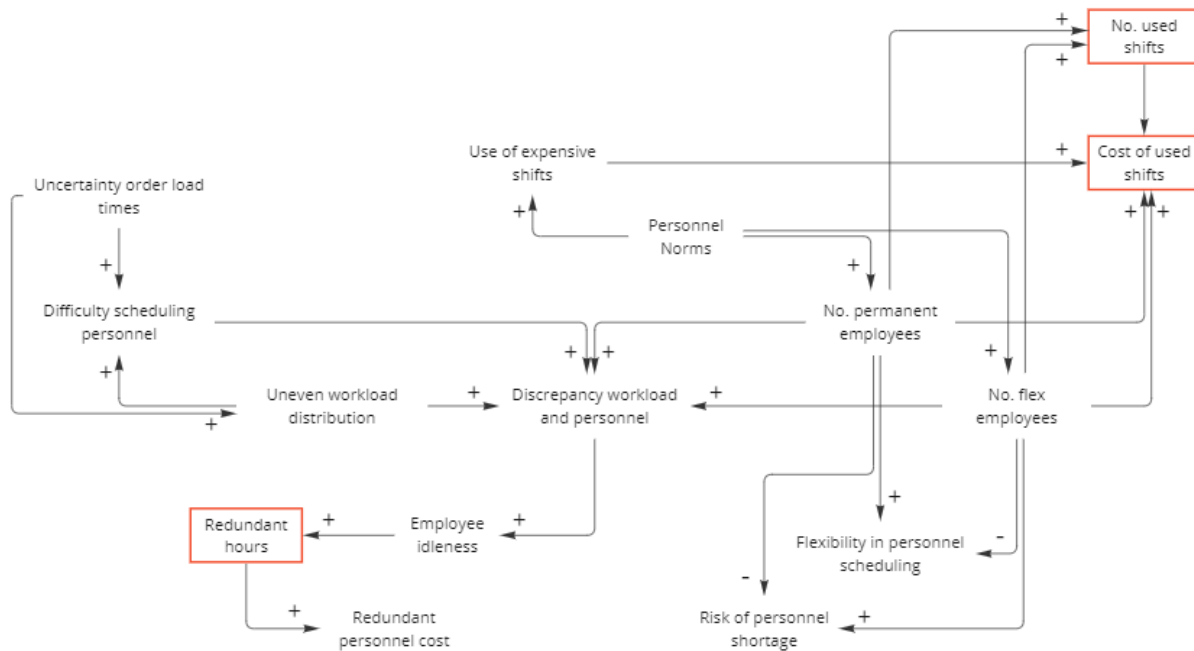 +
No. used
shifts
+
Use of expensive
shifts
+
Cost of used
shifts
Uncertainty order load
times
+
Personnel
Norms
+
+
+
+
Difficulty scheduling
personnel
No. permanent
employees
+
+
+
+
+
Uneven workload
distribution
+
Discrepancy workload
and personnel
+
No. flex
employees
+
Redundant
hours
+
Employee
idleness
+
+
Flexibility in personnel
scheduling
-
+
Redundant
personnel cost
-
Risk of personnel
shortage
+